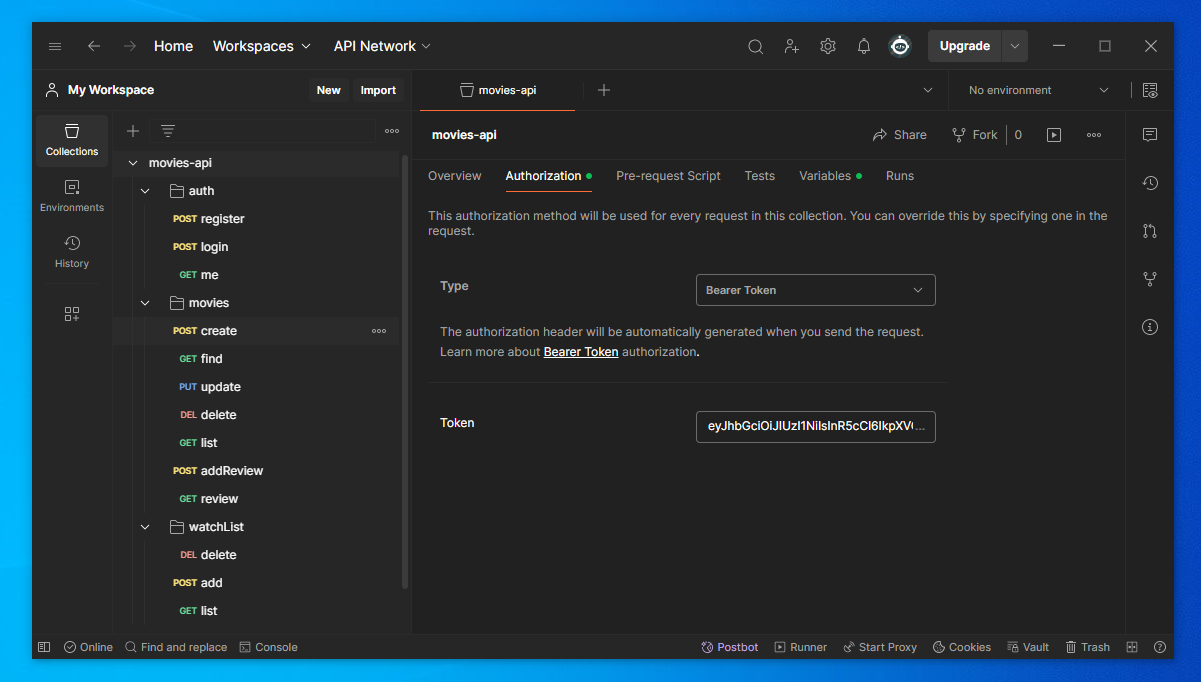 Home
Workspaces
API Network
Upgrade
My Workspace
New
Import
movies-api
No environment
Collections
Environments
History
movies-api
auth
POST register
POST login
GET me
movies
POST create
GET find
PUT update
DEL delete
GET list
POST addReview
GET review
watchList
DEL delete
POST add
GET list
movies-api
Share
Fork
0
Overview
Authorization
Pre-request Script
Tests
Variables
Runs
This authorization method will be used for every request in this collection. You can override this by specifying one in the
request.
Type
Bearer Token
The authorization header will be automatically generated when you send the request.
Learn more about Bearer Token authorization.
Token
eyJhbGciOiJIUzI1NiIsInR5cCI6IkpXV...
Online
Find and replace
Console
Postbot
Runner
Start Proxy
Cookies
Vault
Trash